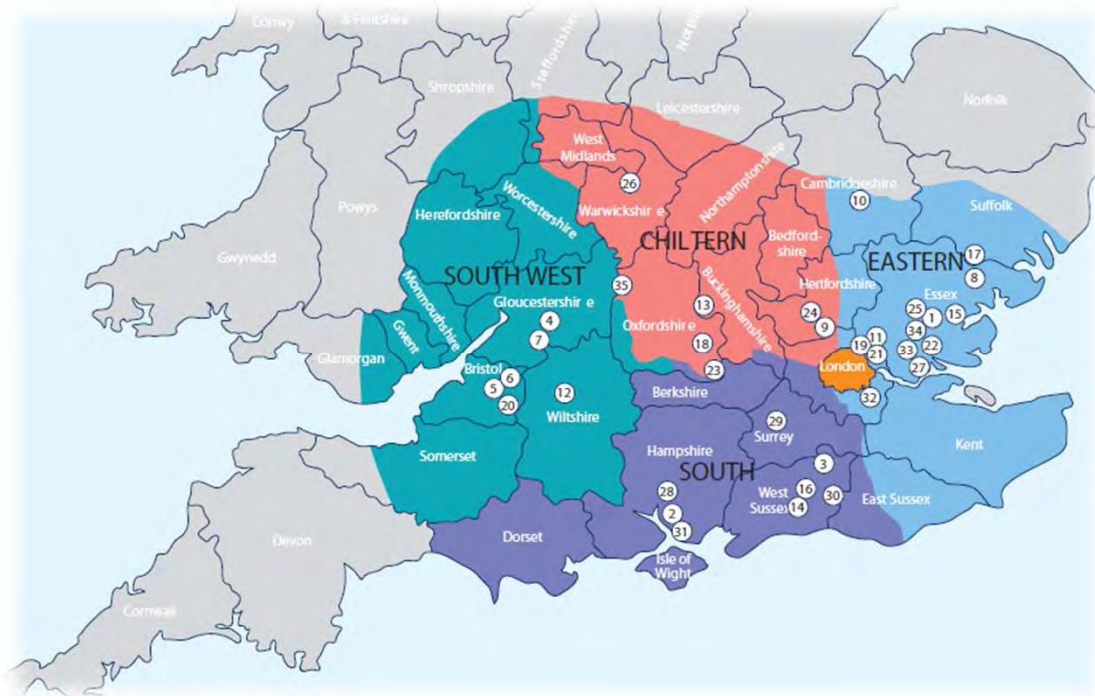 Conwy
& Flintshire
Staffordshire
Shropshire
Leicestershire
Norfolk
West
Midlands
26
Warwickshir e
Northamptonshire
Cambridgeshire
10
Suffolk
Powys
Herefordshire
Worcestershire
CHILTERN
Bedford-
shire
EASTERN
17
8
Gwynedd
SOUTH WEST
Monmouthshire
Gwent
Gloucestershir e
4
7
35
13
Oxfordshir e
18
23
Buckinghamshire
Hertfordshire
24
9
Essex
25
1
15
34
22
33
27
19
11
21
London
32
Glamorgan
Bristol
6
5
20
12
Wiltshire
Berkshire
29
Surrey
Kent
Somerset
Hampshire
SOUTH
3
28
2
31
West
Sussex
16
14
30
East Sussex
Devon
Dorset
Isle of
Wight
Cornwall